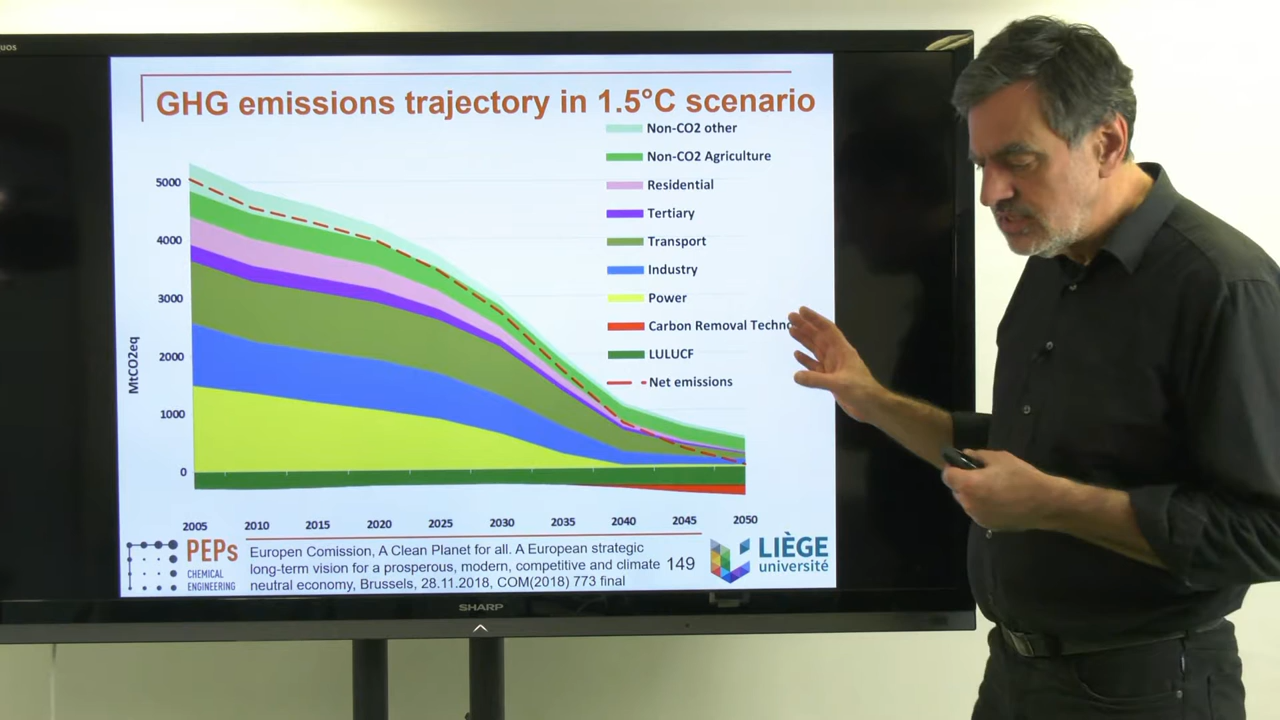 GHG emissions trajectory in 1.5°C scenario
Non-CO2 other
Non-CO2 Agriculture
Residential
Tertiary
Transport
Industry
Power
Carbon Removal Techno
LULUCF
Net emissions
MtCO2eq
5000
4000
3000
2000
1000
0
2005 2010 2015 2020 2025 2030 2035 2040 2045 2050
PEPs
CHEMICAL
ENGINEERING
Europen Comission, A Clean Planet for all. A European strategic
long-term vision for a prosperous, modern, competitive and climate
neutral economy, Brussels, 28.11.2018, COM(2018) 773 final
149
LIÈGE
université
SHARP